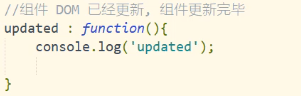 //组件 DOM 已经更新, 组件更新完毕
updated : function(){
    console.log('updated');
}